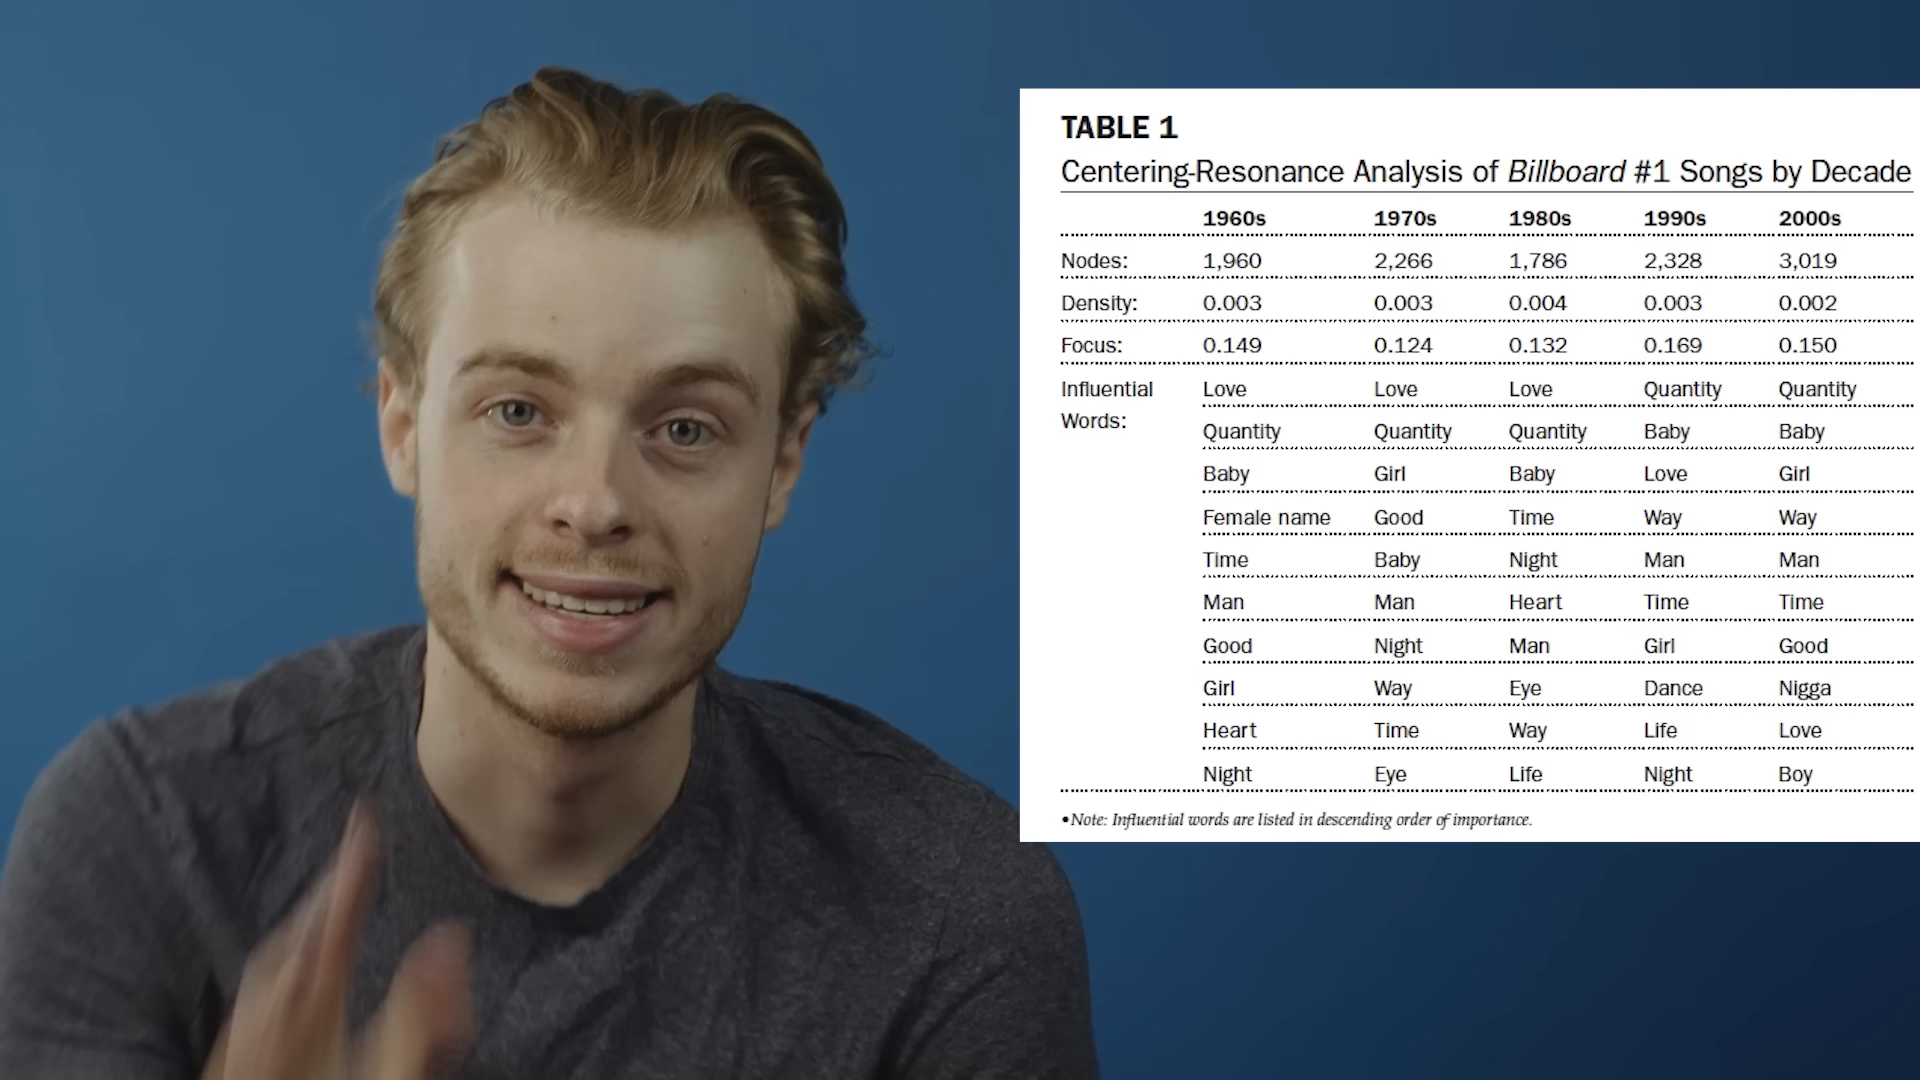 TABLE 1
Centering-Resonance Analysis of Billboard #1 Songs by Decade
1960s 1970s 1980s 1990s 2000s
Nodes: 1,960 2,266 1,786 2,328 3,019
Density: 0.003 0.003 0.004 0.003 0.002
Focus: 0.149 0.124 0.132 0.169 0.150
Influential Love Love Love Quantity Quantity
Words:
Quantity Quantity Quantity Baby Baby
Baby Girl Baby Love Girl
Female name Good Time Way Way
Time Baby Night Man Man
Man Man Heart Time Time
Good Night Man Girl Good
Girl Way Eye Dance Nigga
Heart Time Way Life Love
Night Eye Life Night Boy
•Note: Influential words are listed in descending order of importance.